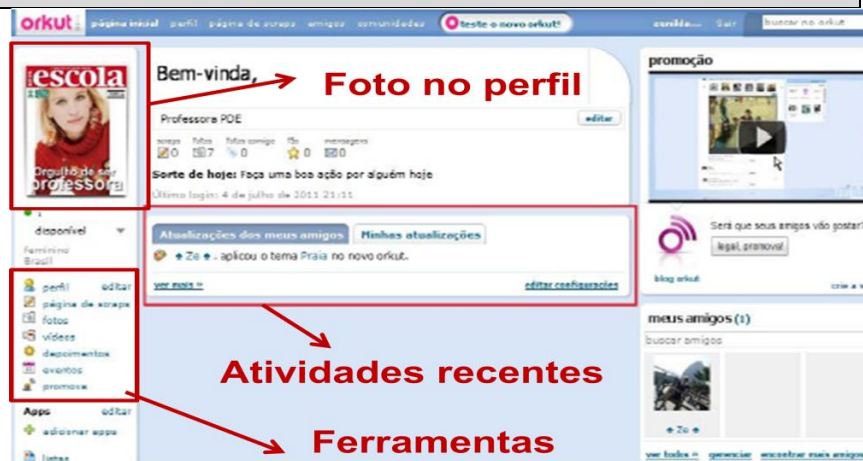 orkut página inicial perfil página de scraps amigos comunidades teste o novo orkut! Sair buscar no orkut
escola
Orgulho de ser
professora
Bem-vinda,
Foto no perfil
Professora PDE editar
scraps fotos fotos comigo fãs mensagens
0 7 0 0 0
Sorte de hoje: Faça uma boa ação por alguém hoje
Último login: 4 de julho de 2011 21:11
disponível
Feminino
Brasil
Atualizações dos meus amigos Minhas atualizações
Ze . aplicou o tema Praia no novo orkut.
ver mais » editar configurações
perfil editar
página de scraps
fotos
vídeos
depoimentos
eventos
promova
Apps editar
adicionar apps
listas
Atividades recentes
Ferramentas
promoção
Será que seus amigos vão gostar?
legal, promova!
blog orkut crie a
meus amigos (1)
buscar amigos
Ze
ver todos » gerenciar encontrar mais amigos